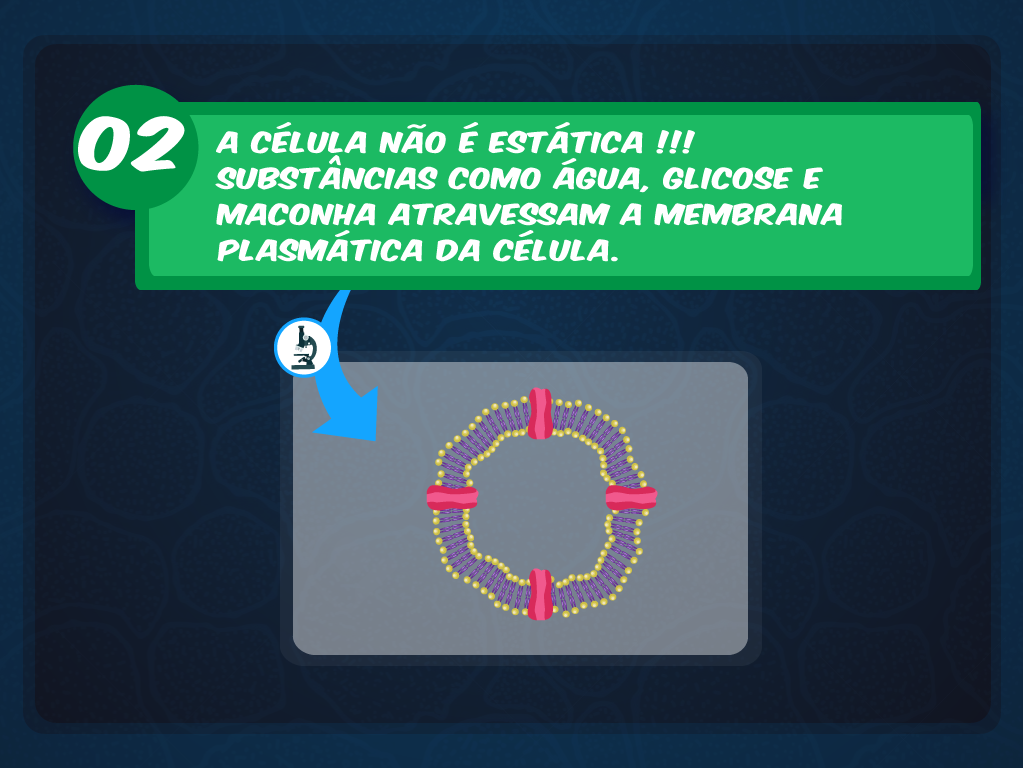 02
A CÉLULA NÃO É ESTÁTICA !!!
SUBSTÂNCIAS COMO ÁGUA, GLICOSE E
MACONHA ATRAVESSAM A MEMBRANA
PLASMÁTICA DA CÉLULA.